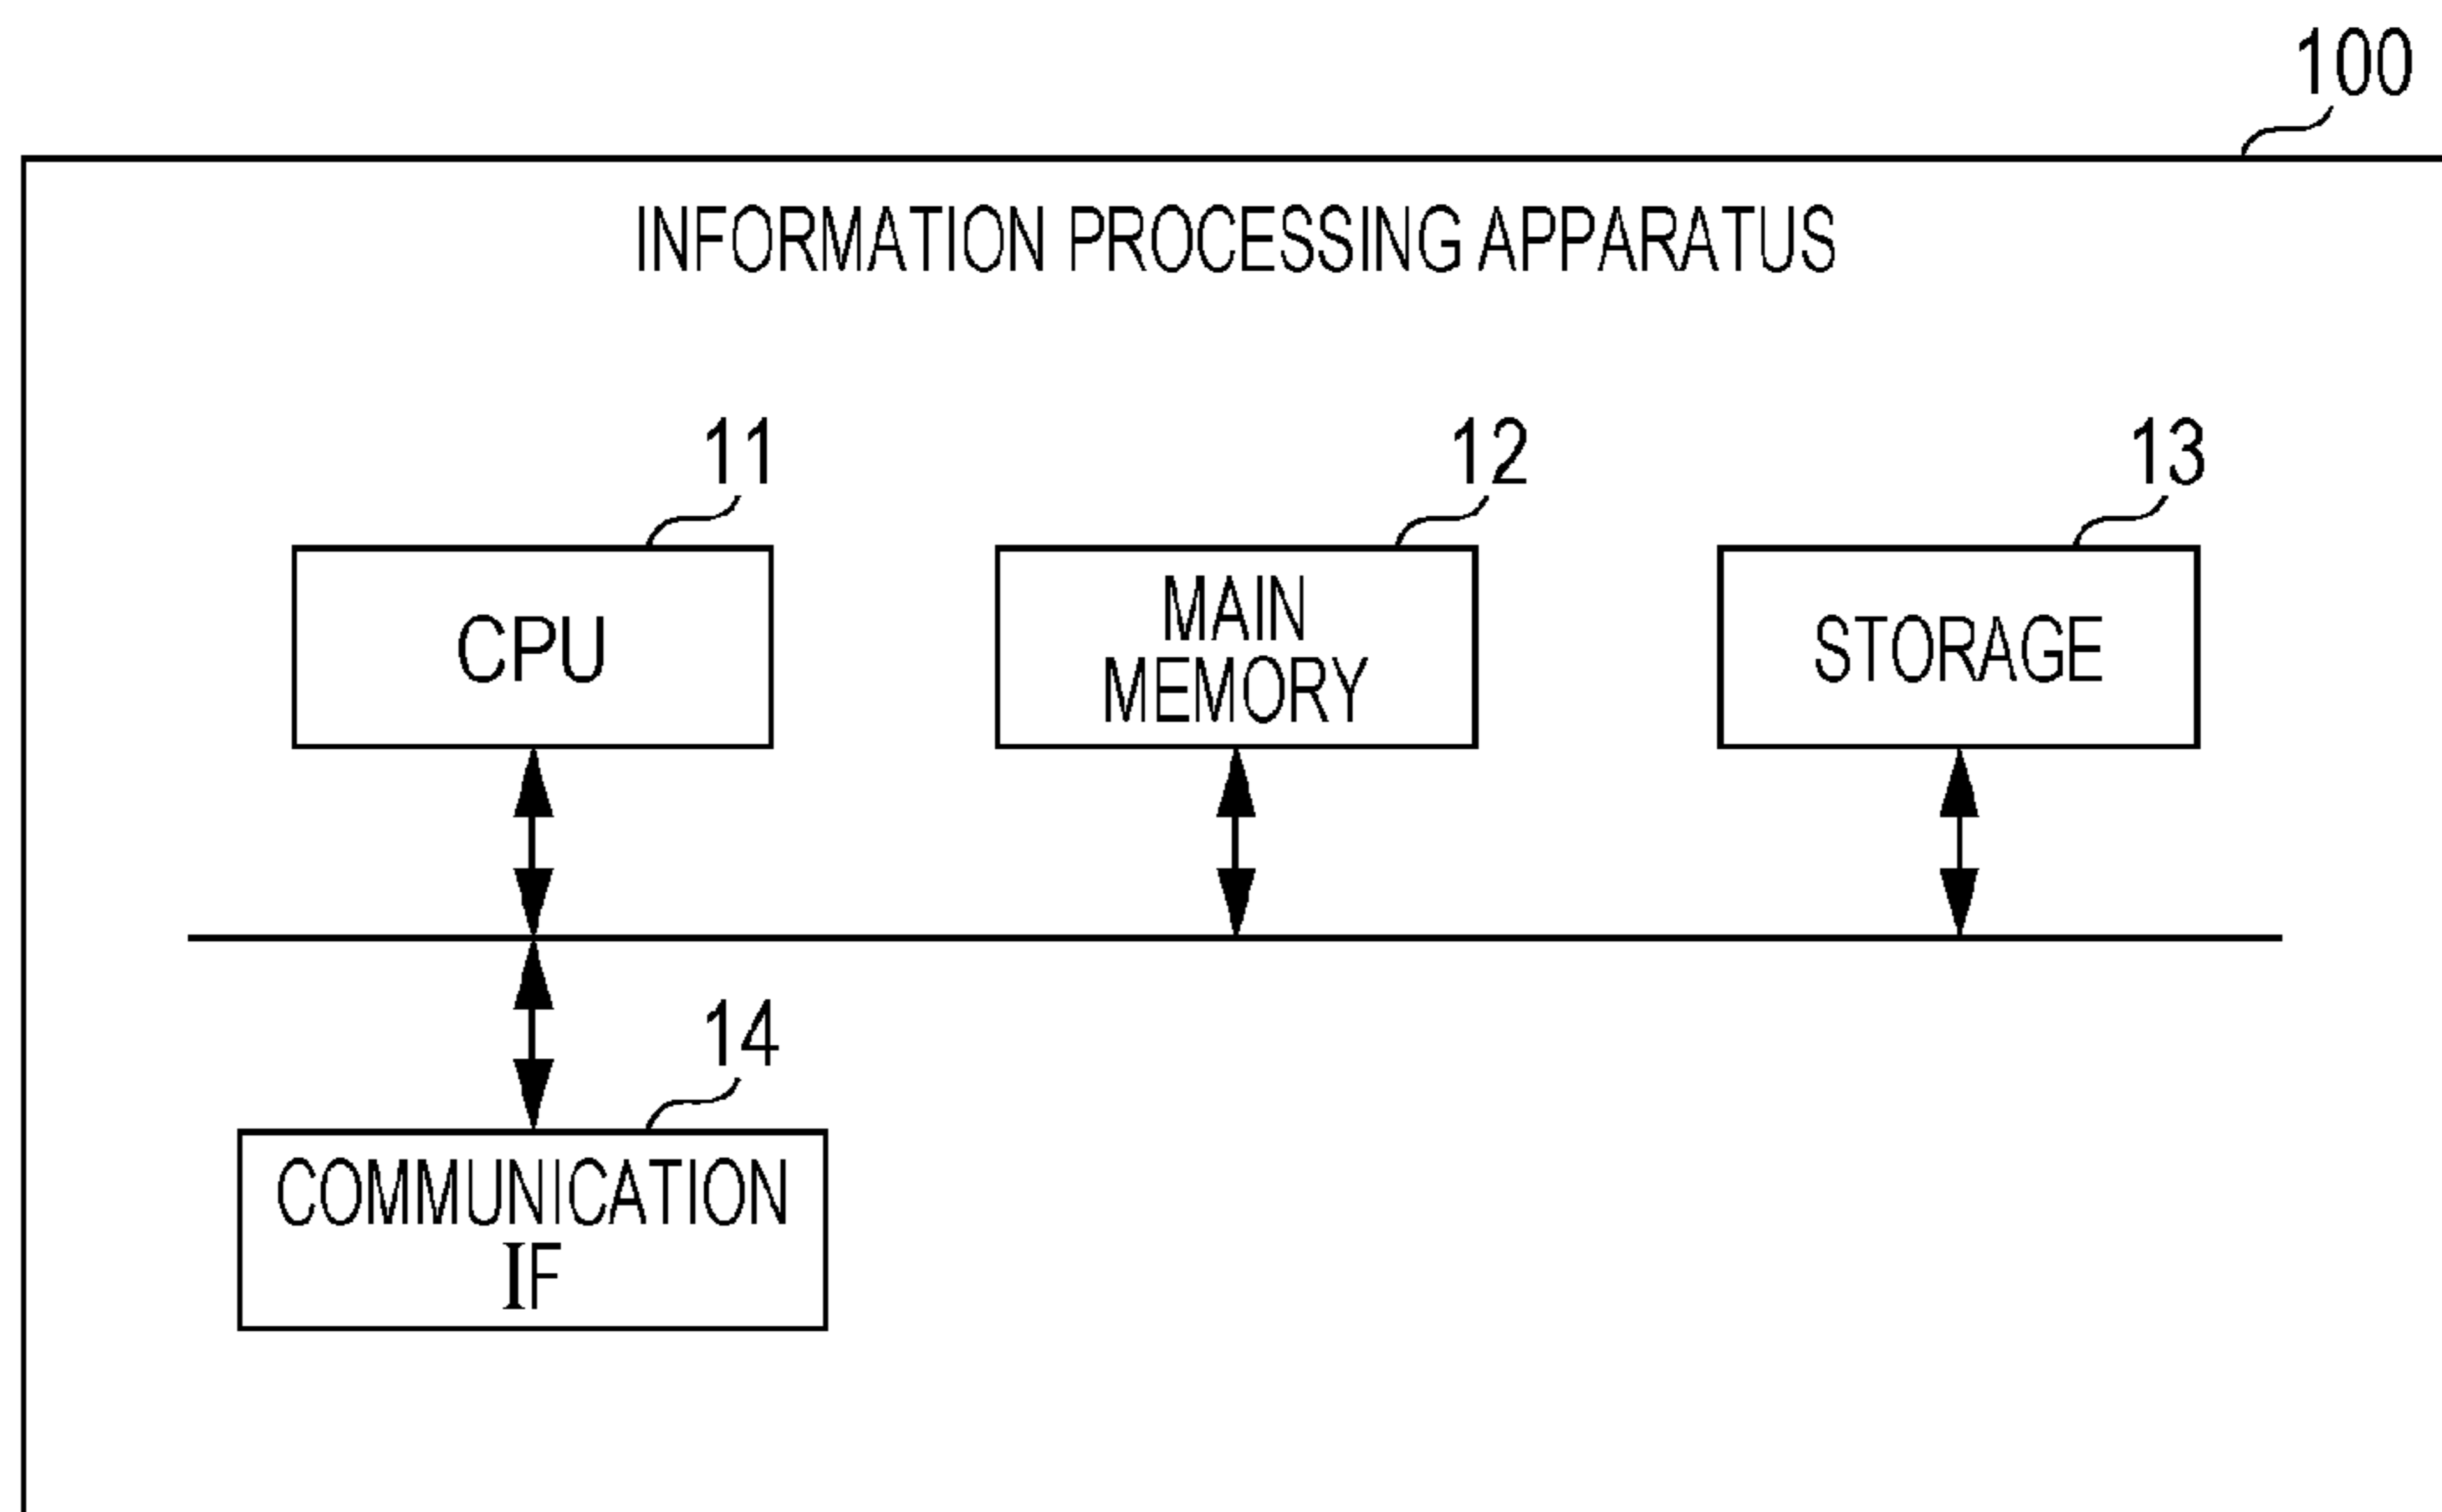 100
INFORMATION PROCESSING APPARATUS
11
12
13
CPU
MAIN
MEMORY
STORAGE
14
COMMUNICATION
IF